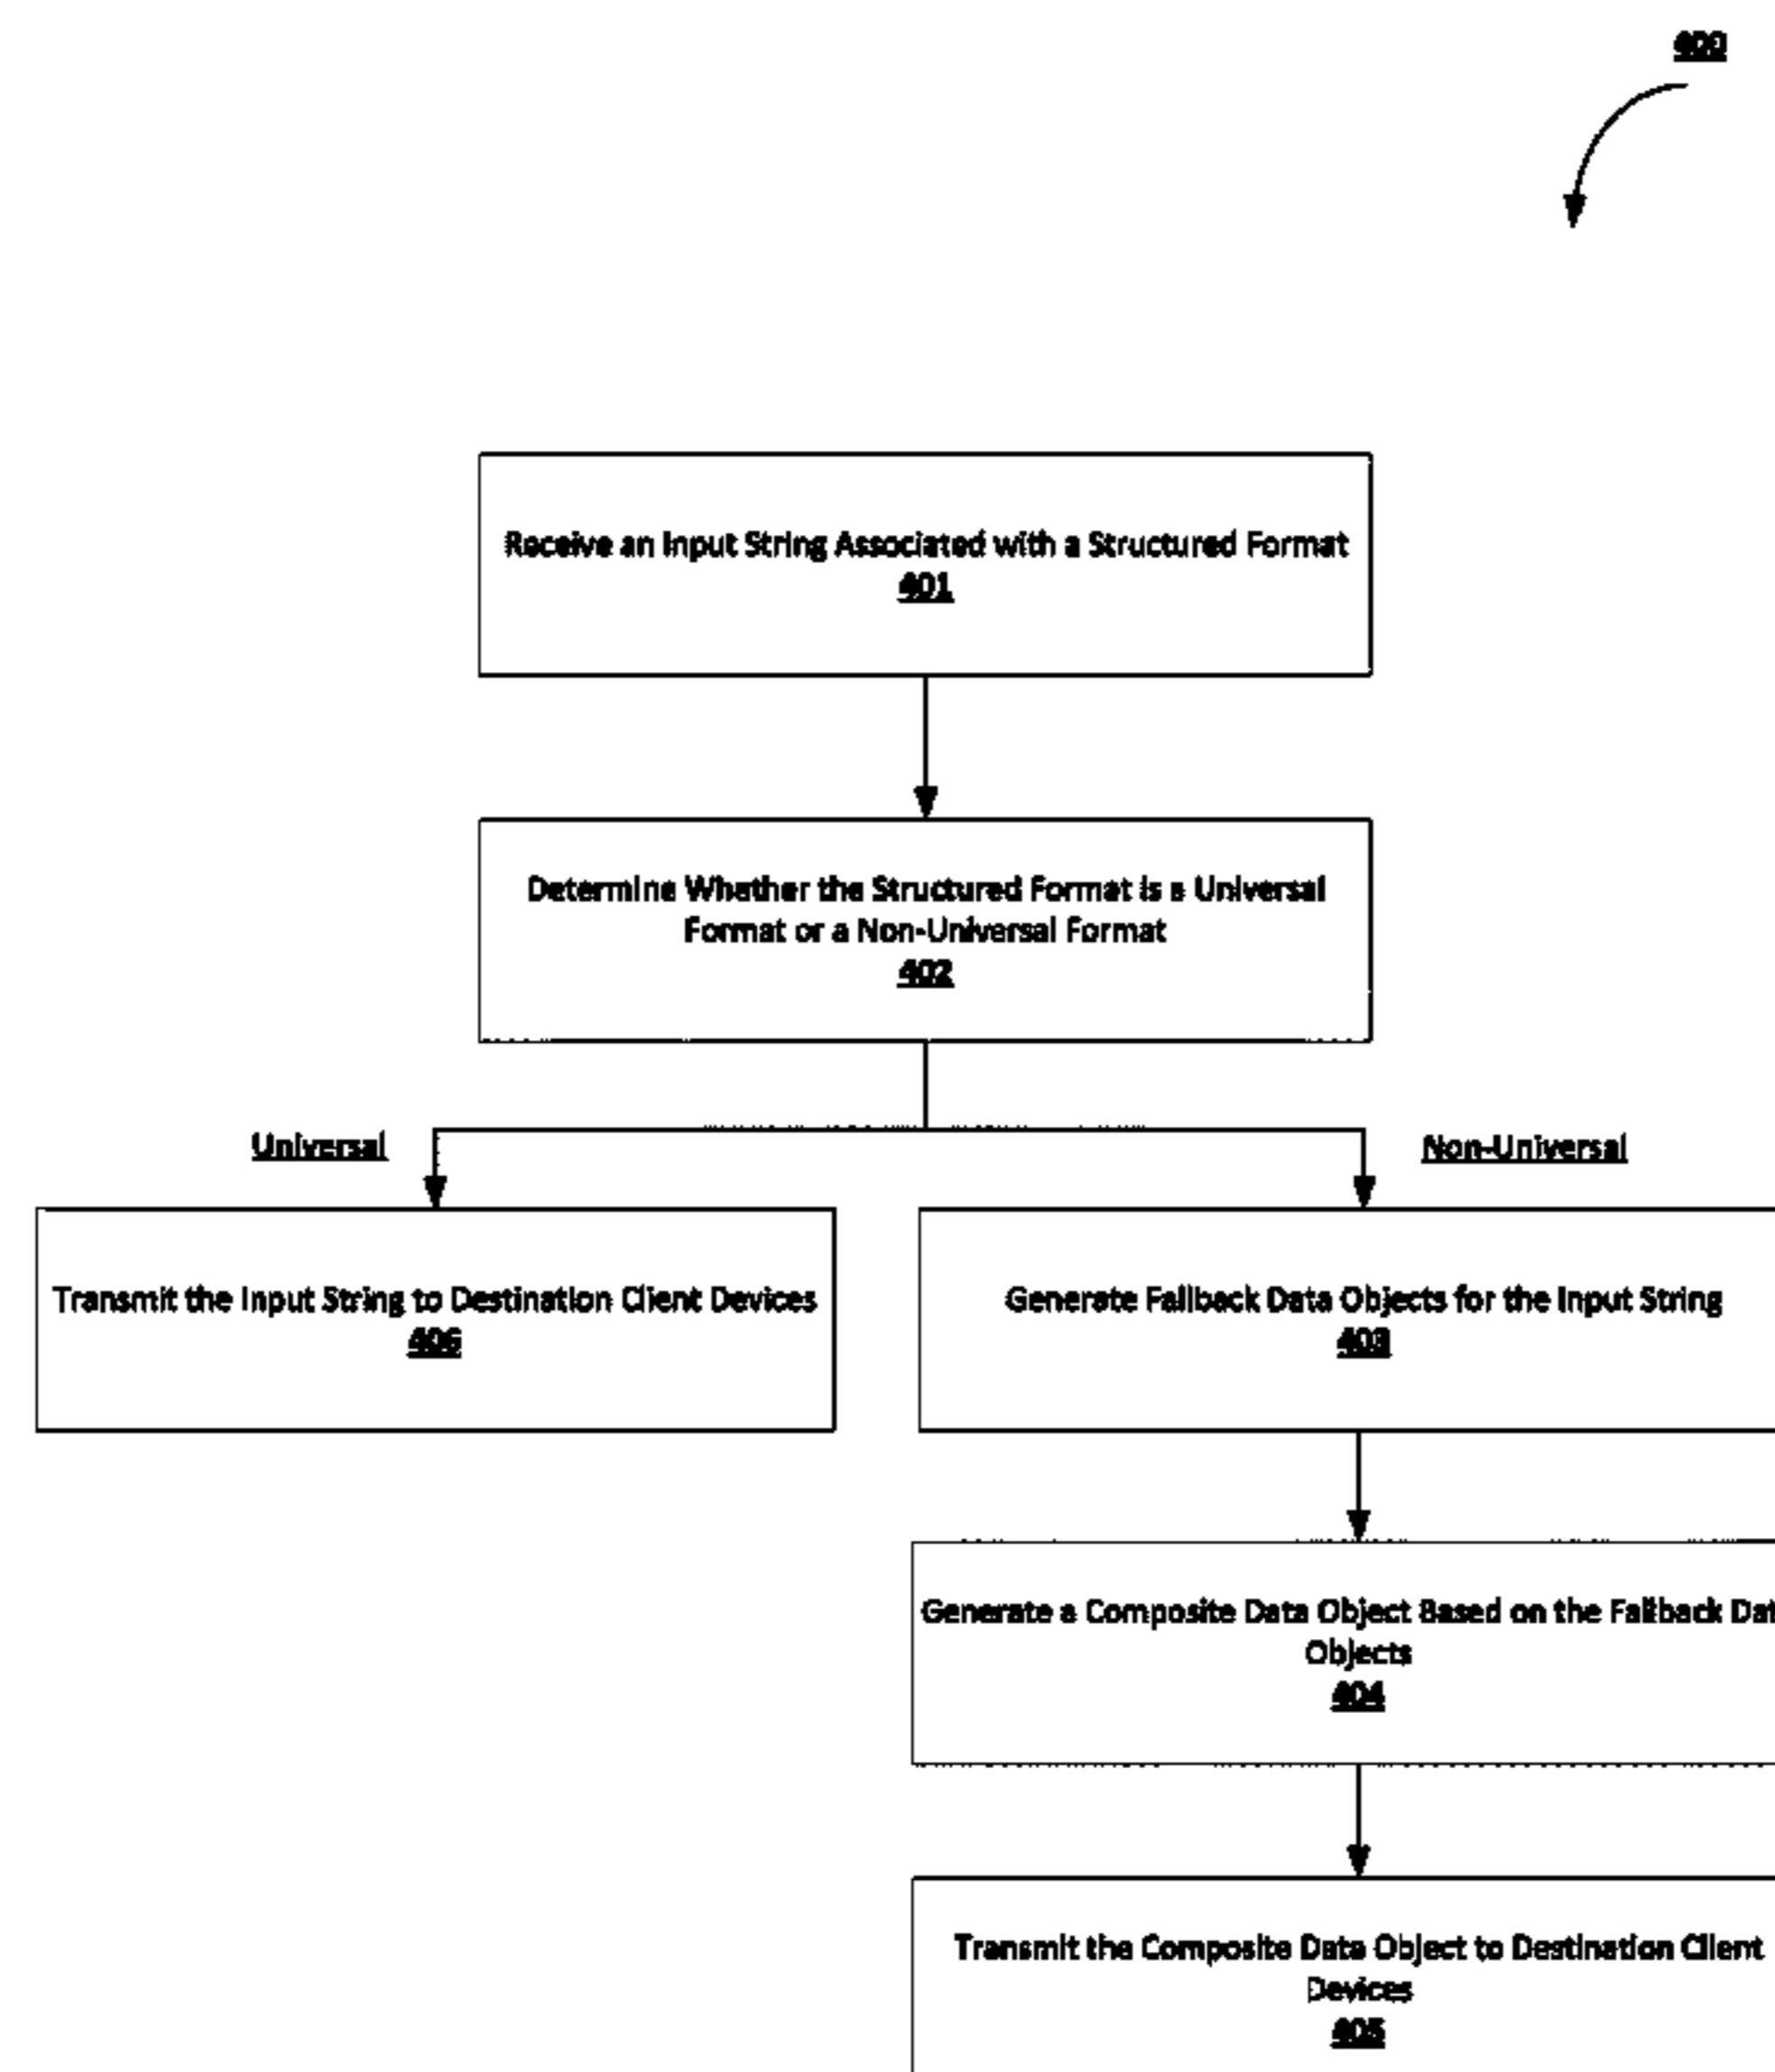 400
Receive an Input String Associated with a Structured Format
401
Determine Whether the Structured Format is a Universal
Format or a Non-Universal Format
402
Universal
Non-Universal
Transmit the Input String to Destination Client Devices
406
Generate Fallback Data Objects for the Input String
403
Generate a Composite Data Object Based on the Fallback Dat
Objects
404
Transmit the Composite Data Object to Destination Client
Devices
405